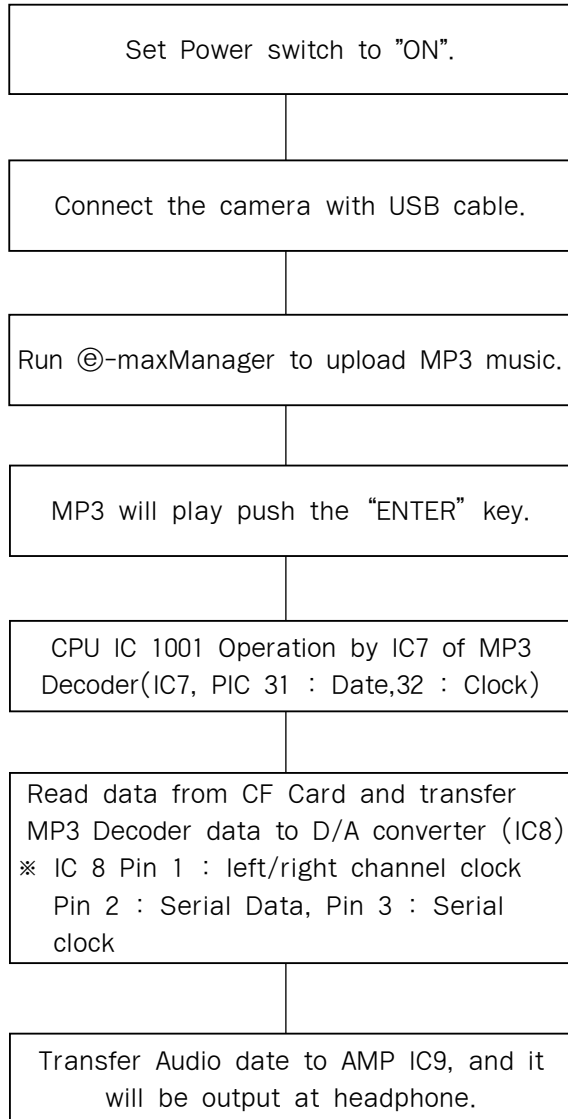 Set Power switch to ”ON”.
Connect the camera with USB cable.
Run ⓔ-maxManager to upload MP3 music.
MP3 will play push the “ENTER” key.
CPU IC 1001 Operation by IC7 of MP3
Decoder(IC7, PIC 31 : Date,32 : Clock)
Read data from CF Card and transfer
MP3 Decoder data to D/A converter (IC8)
※ IC 8 Pin 1 : left/right channel clock
Pin 2 : Serial Data, Pin 3 : Serial
clock
Transfer Audio date to AMP IC9, and it
will be output at headphone.